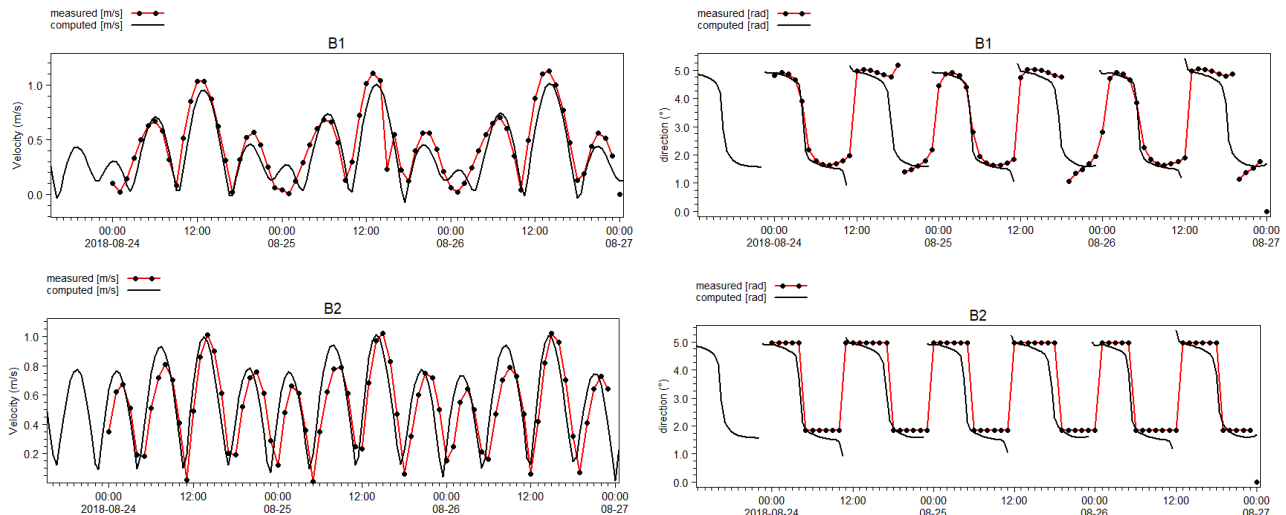 measured [m/s]
computed [m/s]
B1
Velocity (m/s)
1.0
0.5
0.0
00:00 12:00 00:00 12:00 00:00 12:00 00:00
2018-08-24 08-25 08-26 08-27
measured [rad]
computed [rad]
B1
direction (°)
5.0
4.0
3.0
2.0
1.0
0.0
00:00 12:00 00:00 12:00 00:00 12:00 00:00
2018-08-24 08-25 08-26 08-27
measured [m/s]
computed [m/s]
B2
Velocity (m/s)
1.0
0.8
0.6
0.4
0.2
00:00 12:00 00:00 12:00 00:00 12:00 00:00
2018-08-24 08-25 08-26 08-27
measured [rad]
computed [rad]
B2
direction (°)
5.0
4.0
3.0
2.0
1.0
0.0
00:00 12:00 00:00 12:00 00:00 12:00 00:00
2018-08-24 08-25 08-26 08-27